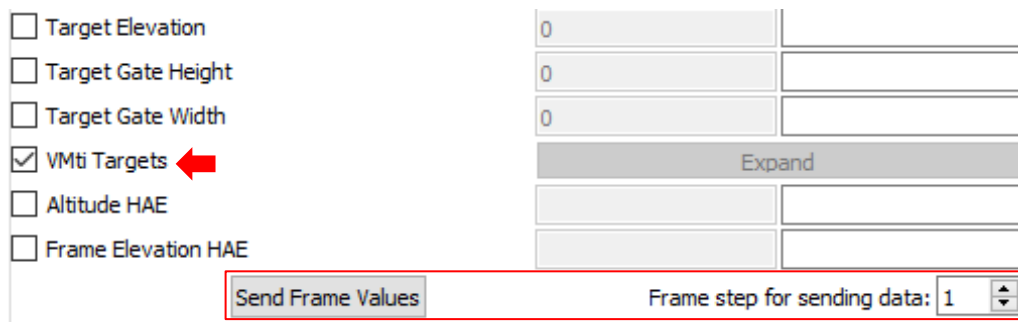 Target Elevation 0
Target Gate Height 0
Target Gate Width 0
VMti Targets Expand
Altitude HAE
Frame Elevation HAE
Send Frame Values Frame step for sending data: 1